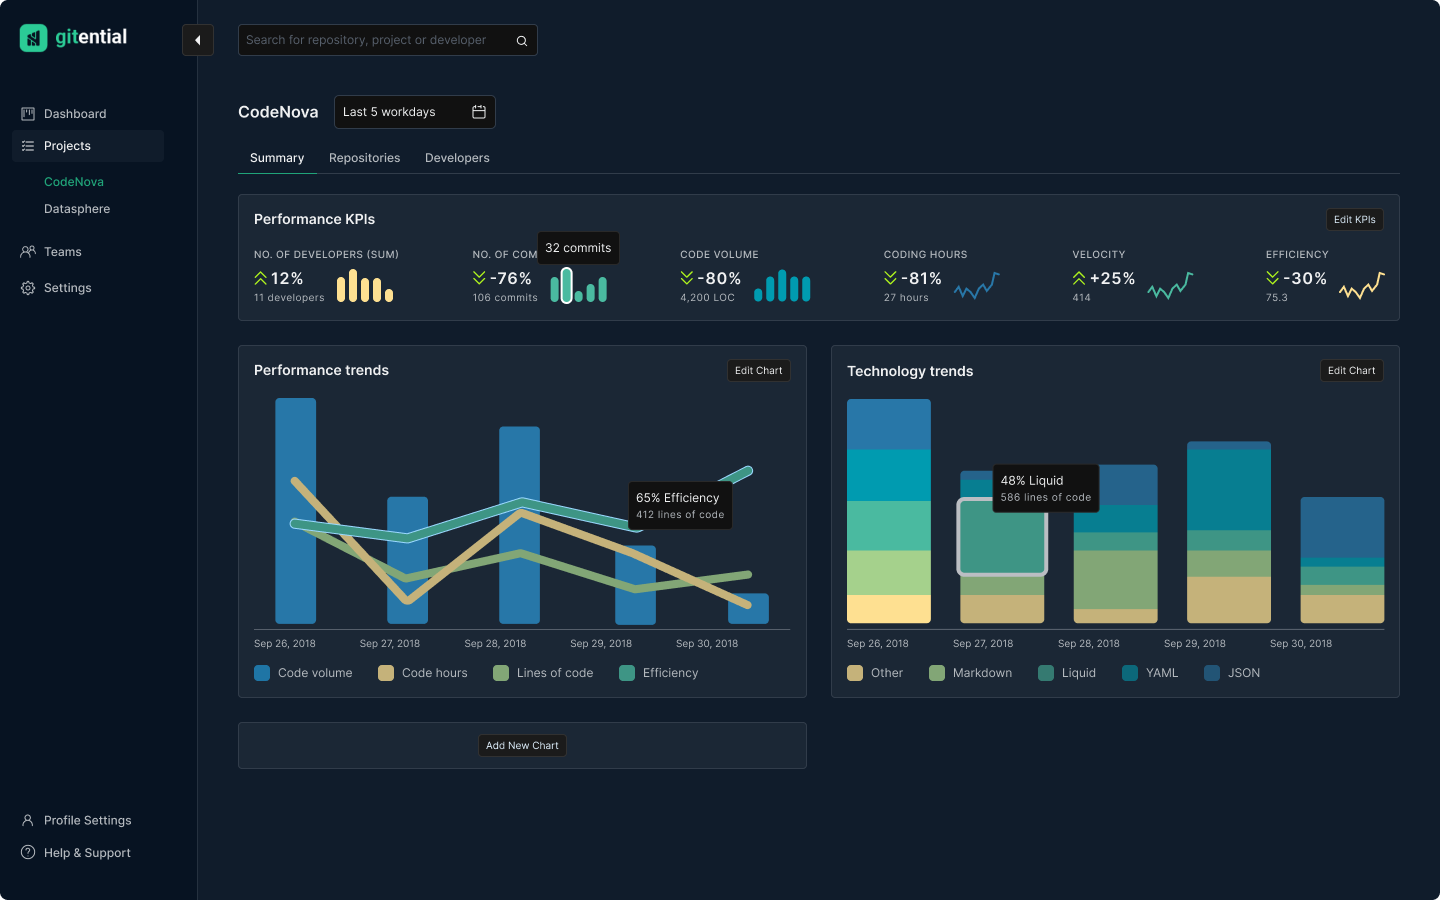 gitential
Search for repository, project or developer
Dashboard
Projects
CodeNova
Datasphere
Teams
Settings
Profile Settings
Help & Support
CodeNova
Last 5 workdays
Summary
Repositories
Developers
Performance KPIs
Edit KPIs
NO. OF DEVELOPERS (SUM)
12%
11 developers
NO. OF COM
32 commits
-76%
106 commits
CODE VOLUME
-80%
4,200 LOC
CODING HOURS
-81%
27 hours
VELOCITY
+25%
414
EFFICIENCY
-30%
75.3
Performance trends
Edit Chart
65% Efficiency
412 lines of code
Sep 26, 2018
Sep 27, 2018
Sep 28, 2018
Sep 29, 2018
Sep 30, 2018
Code volume
Code hours
Lines of code
Efficiency
Technology trends
Edit Chart
48% Liquid
586 lines of code
Sep 26, 2018
Sep 27, 2018
Sep 28, 2018
Sep 29, 2018
Sep 30, 2018
Other
Markdown
Liquid
YAML
JSON
Add New Chart